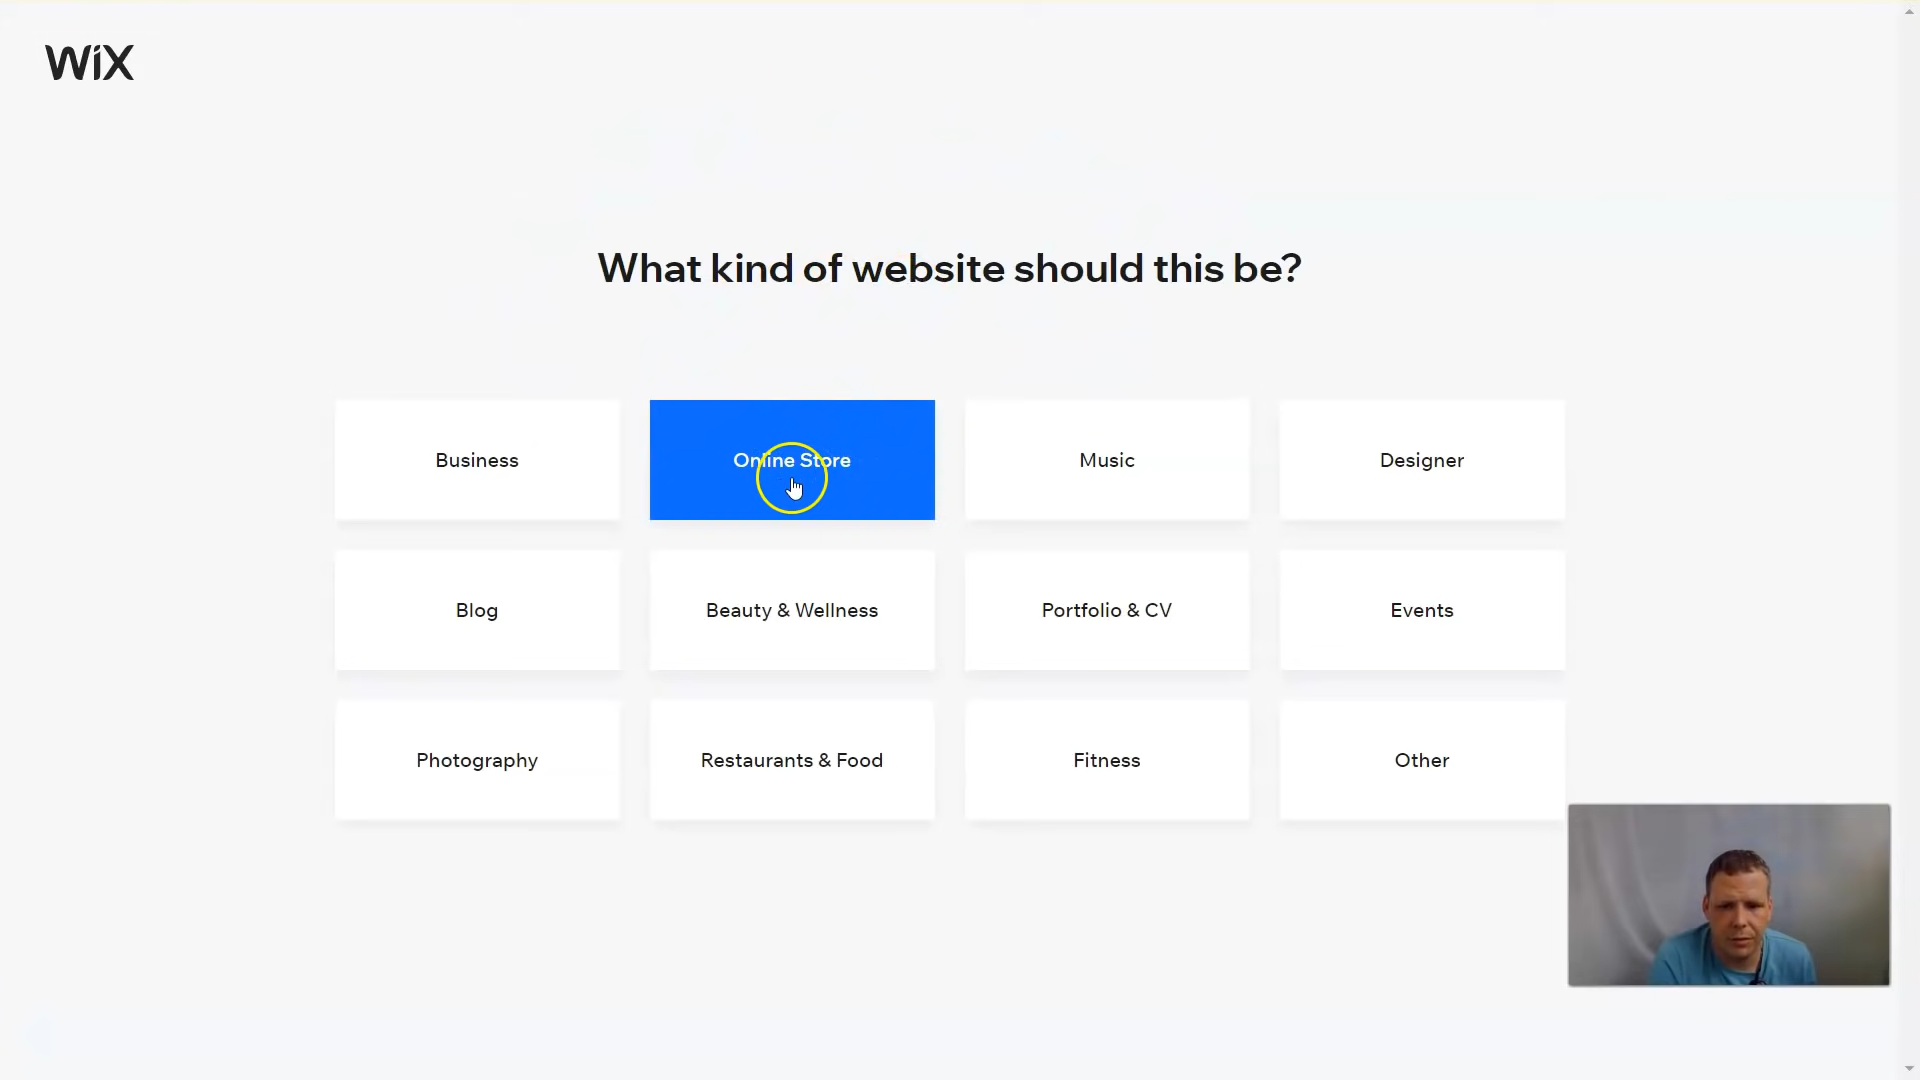 WiX
What kind of website should this be?
Business
Online Store
Music
Designer
Blog
Beauty & Wellness
Portfolio & CV
Events
Photography
Restaurants & Food
Fitness
Other